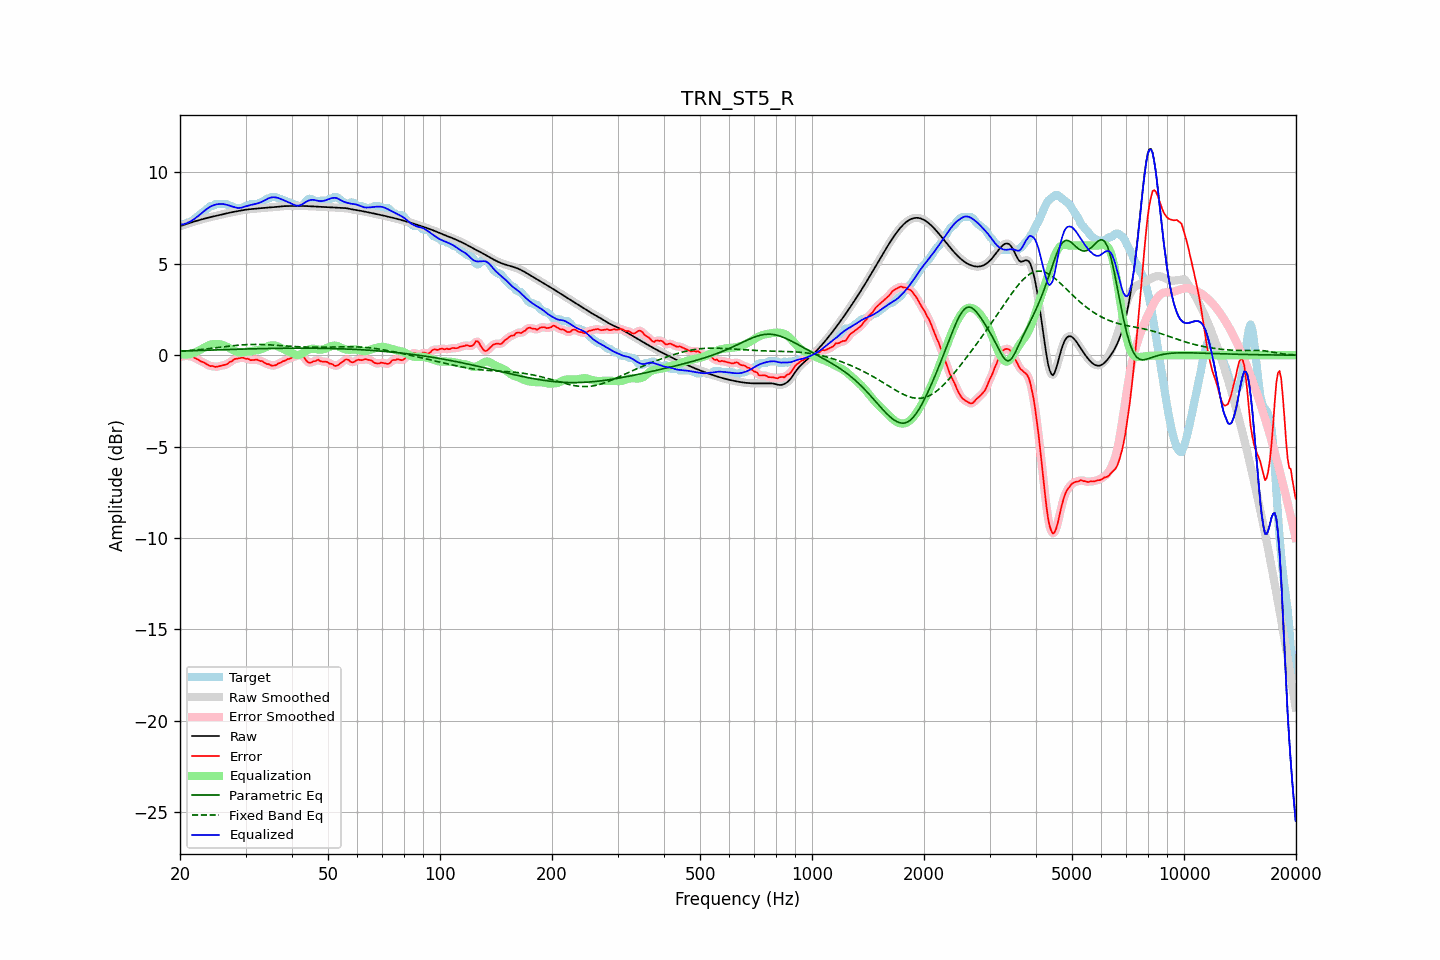 TRN_ST5_R
Amplitude (dBr)
10
5
0
−5
−10
−15
−20
−25
Target
Raw Smoothed
Error Smoothed
Raw
Error
Equalization
Parametric Eq
Fixed Band Eq
Equalized
20 50 100 200 500 1000 2000 5000 10000 20000
Frequency (Hz)